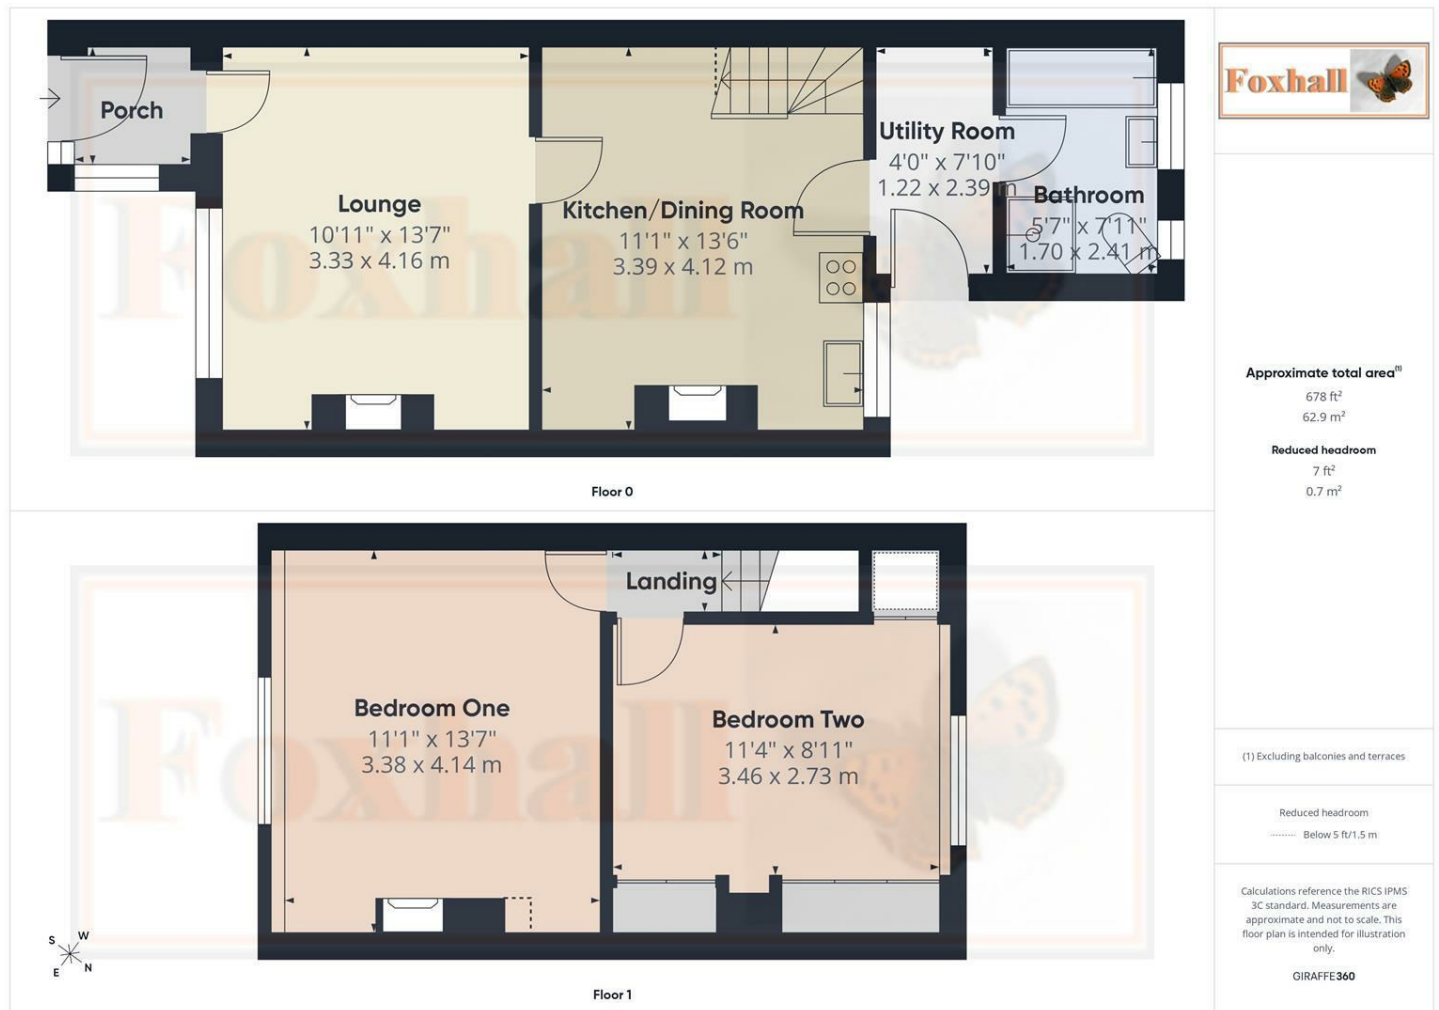 Porch
Lounge
10'11" x 13'7"
3.33 x 4.16 m
Kitchen/Dining Room
11'1" x 13'6"
3.39 x 4.12 m
Utility Room
4'0" x 7'10"
1.22 x 2.39 m
Bathroom
5'7" x 7'11"
1.70 x 2.41 m
Foxhall
Floor 0
Landing
Bedroom One
11'1" x 13'7"
3.38 x 4.14 m
Bedroom Two
11'4" x 8'11"
3.46 x 2.73 m
Foxhall
S W
E N
Floor 1
Foxhall
Approximate total area(1)
678 ft²
62.9 m²
Reduced headroom
7 ft²
0.7 m²
(1) Excluding balconies and terraces
Reduced headroom
Below 5 ft/1.5 m
Calculations reference the RICS IPMS
3C standard. Measurements are
approximate and not to scale. This
floor plan is intended for illustration
only.
GIRAFFE360